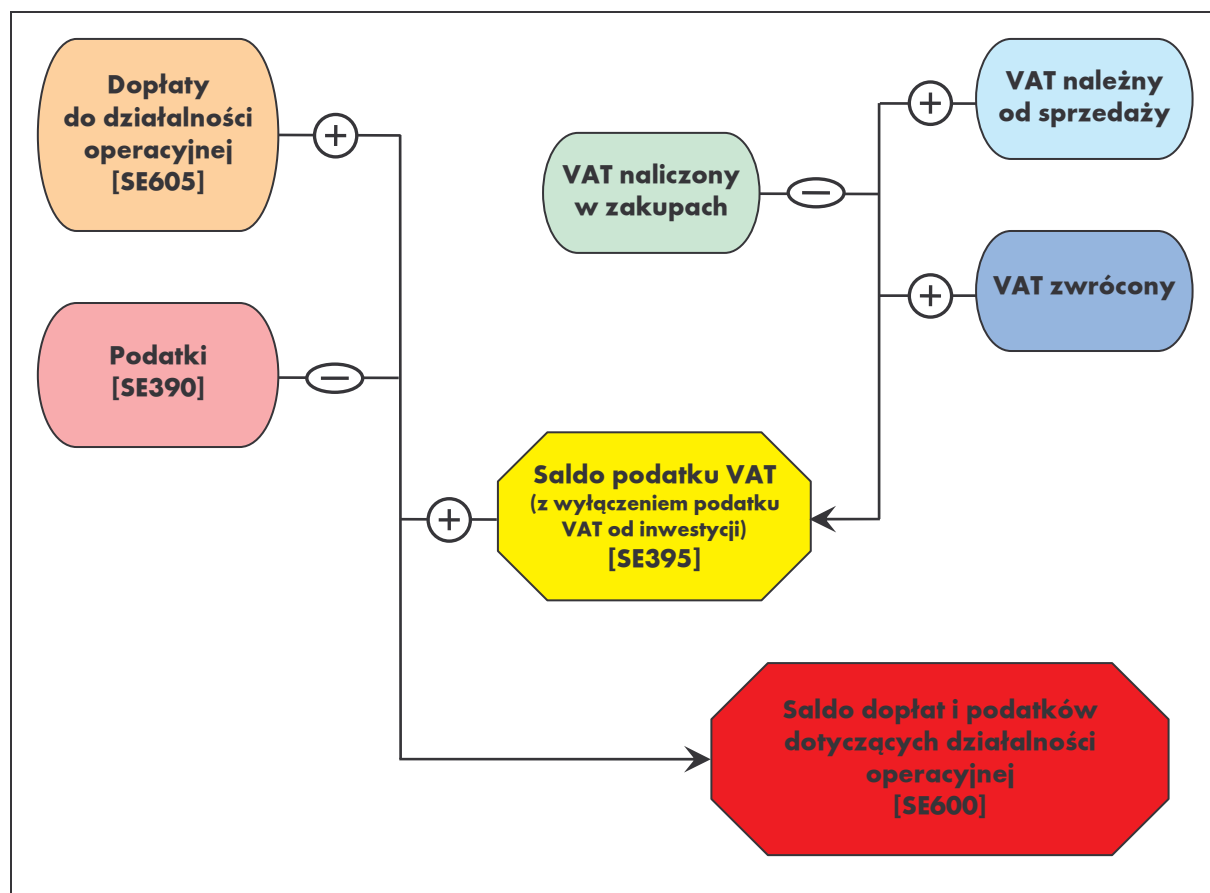 Dopłaty
do działalności
operacyjnej
[SE605]
+
VAT naliczony
w zakupach
−
+
VAT należny
od sprzedaży
+
VAT zwrócony
Podatki
[SE390]
−
+
Saldo podatku VAT
(z wyłączeniem podatku
VAT od inwestycji)
[SE395]
Saldo dopłat i podatków
dotyczących działalności
operacyjnej
[SE600]